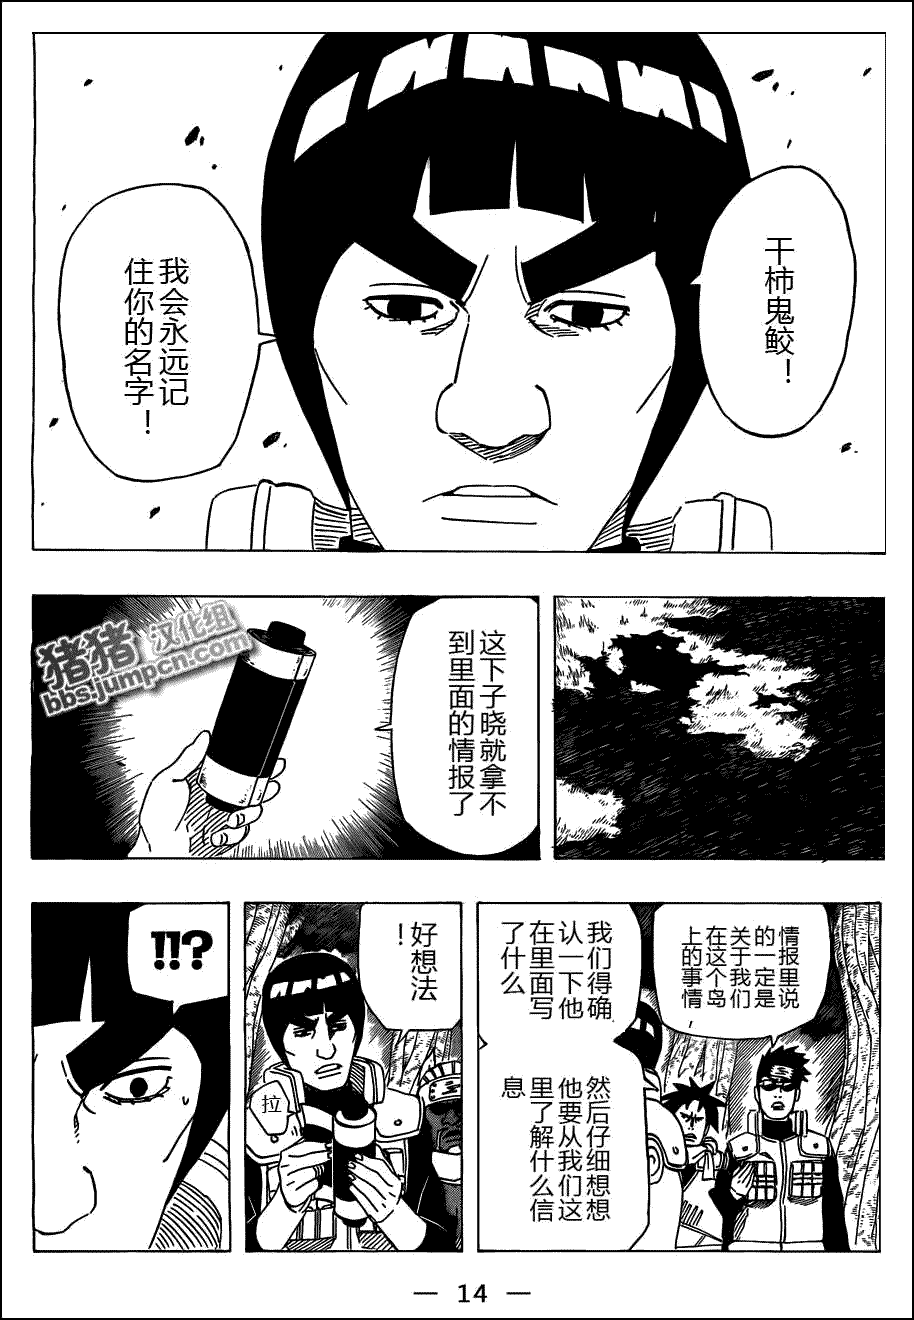 干柿鬼鲛！
我会永远记
住你的名字！
这下子晓就拿不
到里面的情报了
猪猪汉化组
bbs.jumpcn.com
情报里说
的一定是
关于我们
在这个岛
上的事情
我们得确
认一下他
在里面写
了什么
然后仔细想想
他要从我们这
里了解什么信
息
好想法
！
拉
!!?
— 14 —